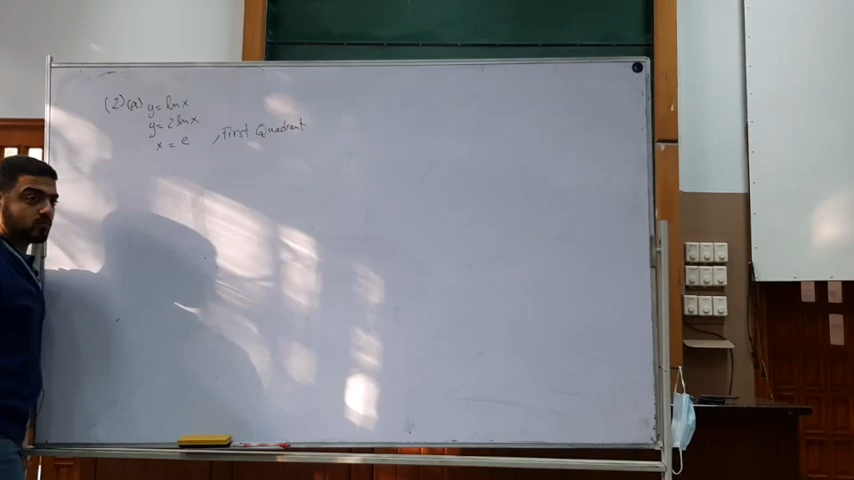 (2) (a) y = ln x
y = 2 ln x
x = e , First Quadrant